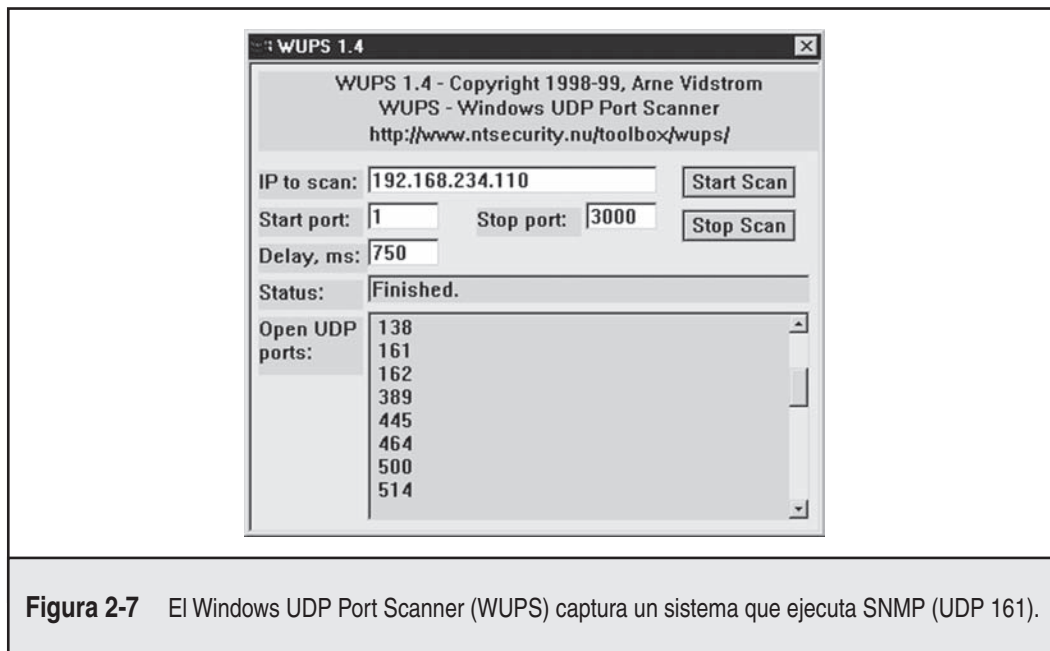 WUPS 1.4
WUPS 1.4 - Copyright 1998-99, Arne Vidstrom
WUPS - Windows UDP Port Scanner
http://www.ntsecurity.nu/toolbox/wups/
IP to scan: 192.168.234.110 Start Scan
Start port: 1 Stop port: 3000 Stop Scan
Delay, ms: 750
Status: Finished.
Open UDP ports:
138
161
162
389
445
464
500
514
Figura 2-7 El Windows UDP Port Scanner (WUPS) captura un sistema que ejecuta SNMP (UDP 161).